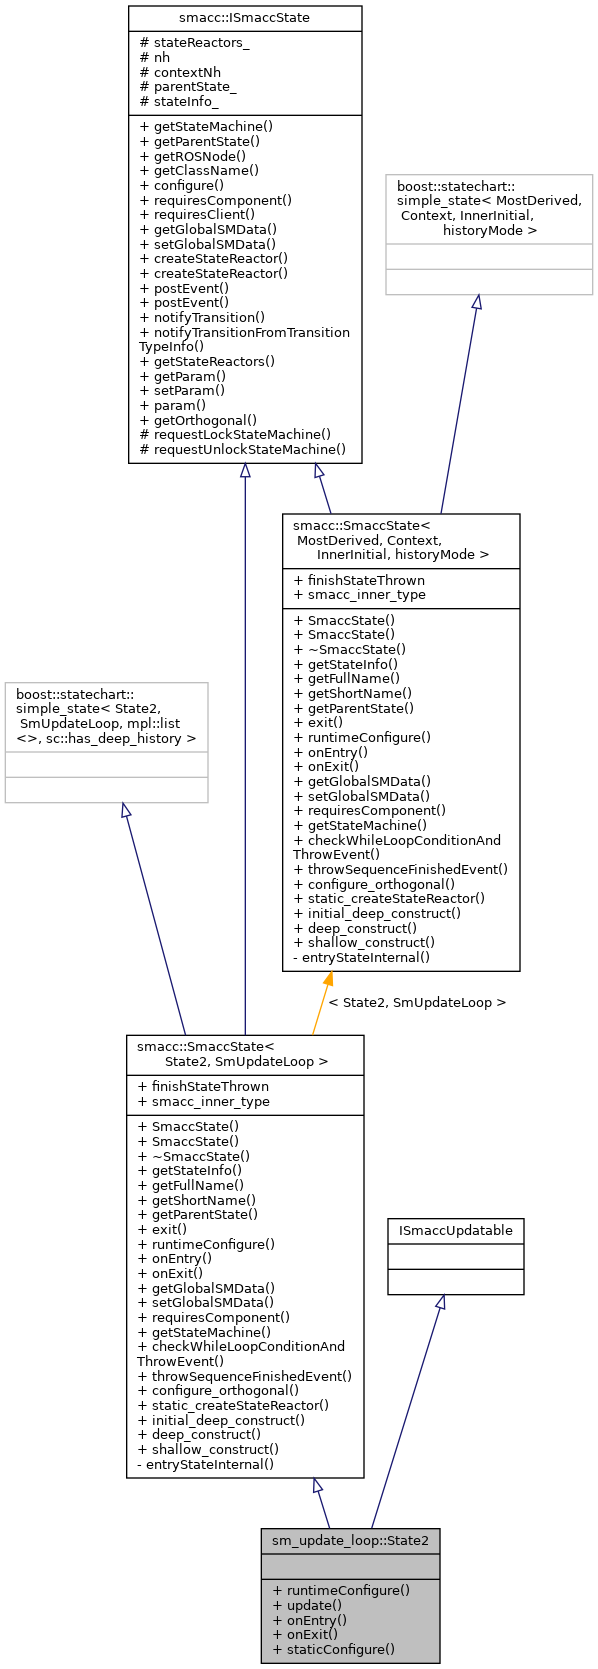 smacc::ISmaccState
# stateReactors_
# nh
# contextNh
# parentState_
# stateInfo_
+ getStateMachine()
+ getParentState()
+ getROSNode()
+ getClassName()
+ configure()
+ requiresComponent()
+ requiresClient()
+ getGlobalSMData()
+ setGlobalSMData()
+ createStateReactor()
+ createStateReactor()
+ postEvent()
+ postEvent()
+ notifyTransition()
+ notifyTransitionFromTransition
TypeInfo()
+ getStateReactors()
+ getParam()
+ setParam()
+ param()
+ getOrthogonal()
# requestLockStateMachine()
# requestUnlockStateMachine()
boost::statechart::
simple_state< MostDerived,
Context, InnerInitial,
historyMode >
smacc::SmaccState<
MostDerived, Context,
InnerInitial, historyMode >
+ finishStateThrown
+ smacc_inner_type
+ SmaccState()
+ SmaccState()
+ ~SmaccState()
+ getStateInfo()
+ getFullName()
+ getShortName()
+ getParentState()
+ exit()
+ runtimeConfigure()
+ onEntry()
+ onExit()
+ getGlobalSMData()
+ setGlobalSMData()
+ requiresComponent()
+ getStateMachine()
+ checkWhileLoopConditionAnd
ThrowEvent()
+ throwSequenceFinishedEvent()
+ configure_orthogonal()
+ static_createStateReactor()
+ initial_deep_construct()
+ deep_construct()
+ shallow_construct()
- entryStateInternal()
boost::statechart::
simple_state< State2,
SmUpdateLoop, mpl::list
<>, sc::has_deep_history >
< State2, SmUpdateLoop >
smacc::SmaccState<
State2, SmUpdateLoop >
+ finishStateThrown
+ smacc_inner_type
+ SmaccState()
+ SmaccState()
+ ~SmaccState()
+ getStateInfo()
+ getFullName()
+ getShortName()
+ getParentState()
+ exit()
+ runtimeConfigure()
+ onEntry()
+ onExit()
+ getGlobalSMData()
+ setGlobalSMData()
+ requiresComponent()
+ getStateMachine()
+ checkWhileLoopConditionAnd
ThrowEvent()
+ throwSequenceFinishedEvent()
+ configure_orthogonal()
+ static_createStateReactor()
+ initial_deep_construct()
+ deep_construct()
+ shallow_construct()
- entryStateInternal()
ISmaccUpdatable
sm_update_loop::State2
+ runtimeConfigure()
+ update()
+ onEntry()
+ onExit()
+ staticConfigure()